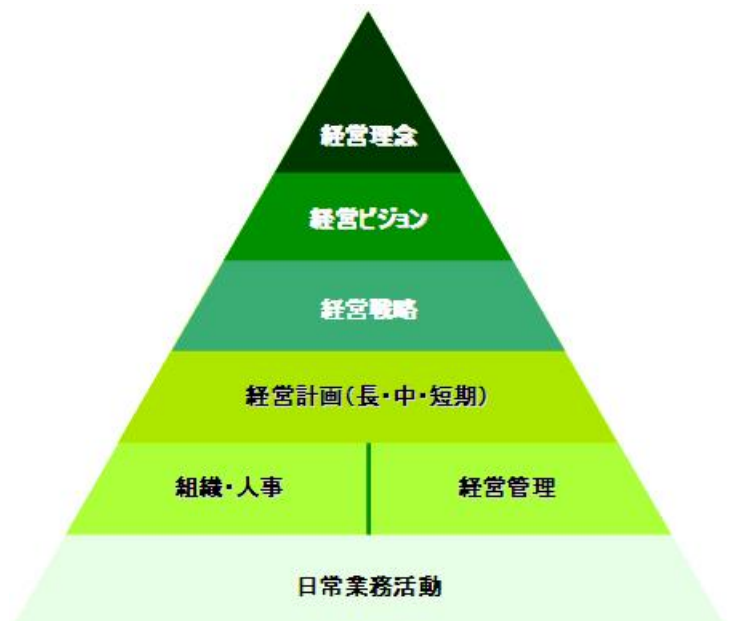 経営理念
経営ビジョン
経営戦略
経営計画(長・中・短期)
組織・人事
経営管理
日常業務活動